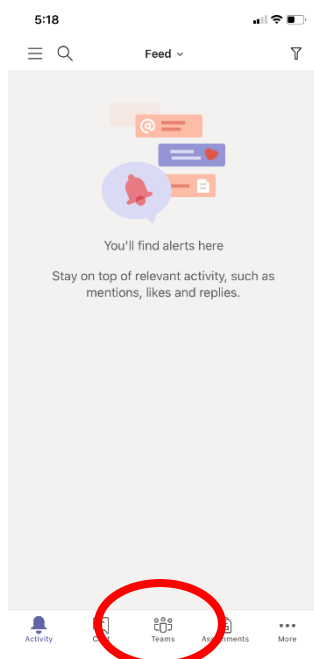 5:18
Feed
@
You'll find alerts here
Stay on top of relevant activity, such as
mentions, likes and replies.
Activity
Teams
More